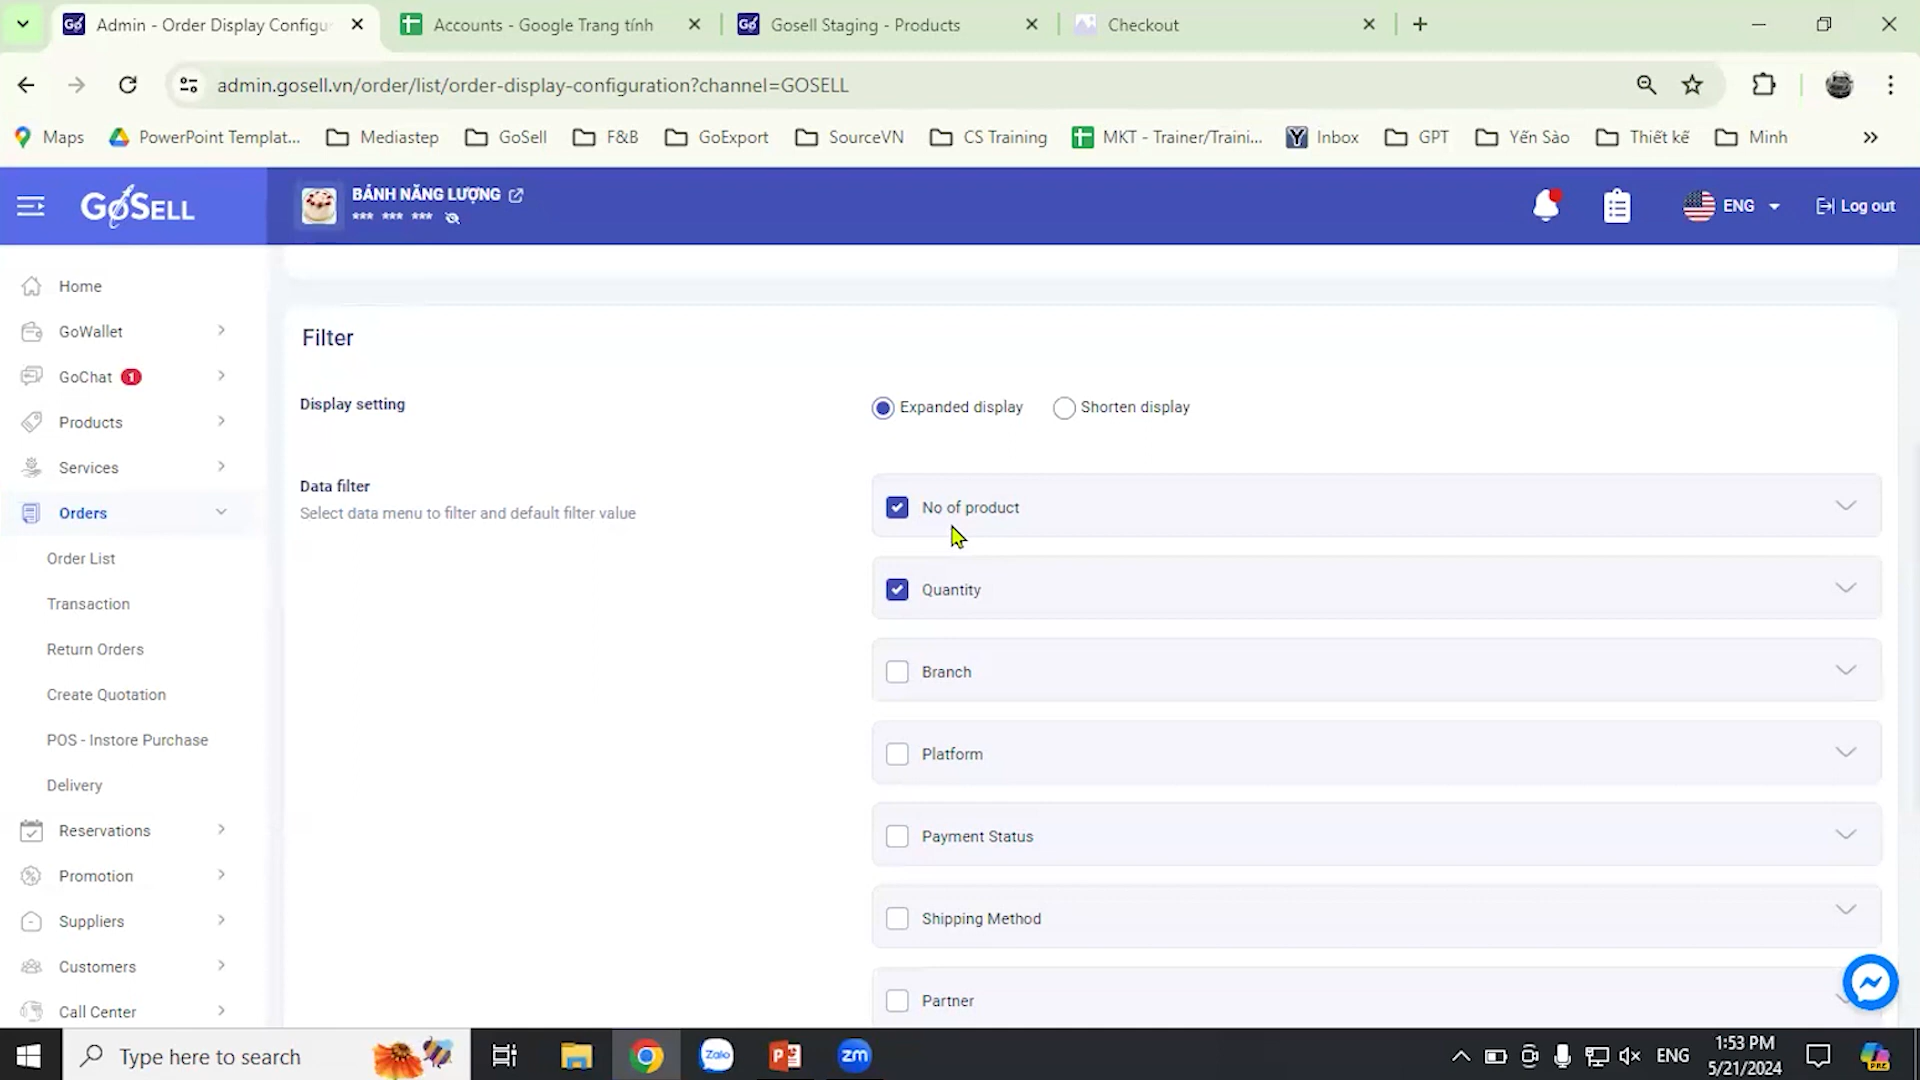 Admin - Order Display Configu
Accounts - Google Trang tính
Gosell Staging - Products
Checkout
admin.gosell.vn/order/list/order-display-configuration?channel=GOSELL
Maps
PowerPoint Templat...
Mediastep
GoSell
F&B
GoExport
SourceVN
CS Training
MKT - Trainer/Traini...
Inbox
GPT
Yến Sào
Thiết kế
Minh
GOSELL
BÁNH NĂNG LƯỢNG
*** *** ***
ENG
Log out
Home
GoWallet
GoChat 1
Products
Services
Orders
Order List
Transaction
Return Orders
Create Quotation
POS - Instore Purchase
Delivery
Reservations
Promotion
Suppliers
Customers
Call Center
Filter
Display setting
Expanded display
Shorten display
Data filter
Select data menu to filter and default filter value
No of product
Quantity
Branch
Platform
Payment Status
Shipping Method
Partner
Type here to search
Zalo
zm
ENG
1:53 PM
5/21/2024
PRE